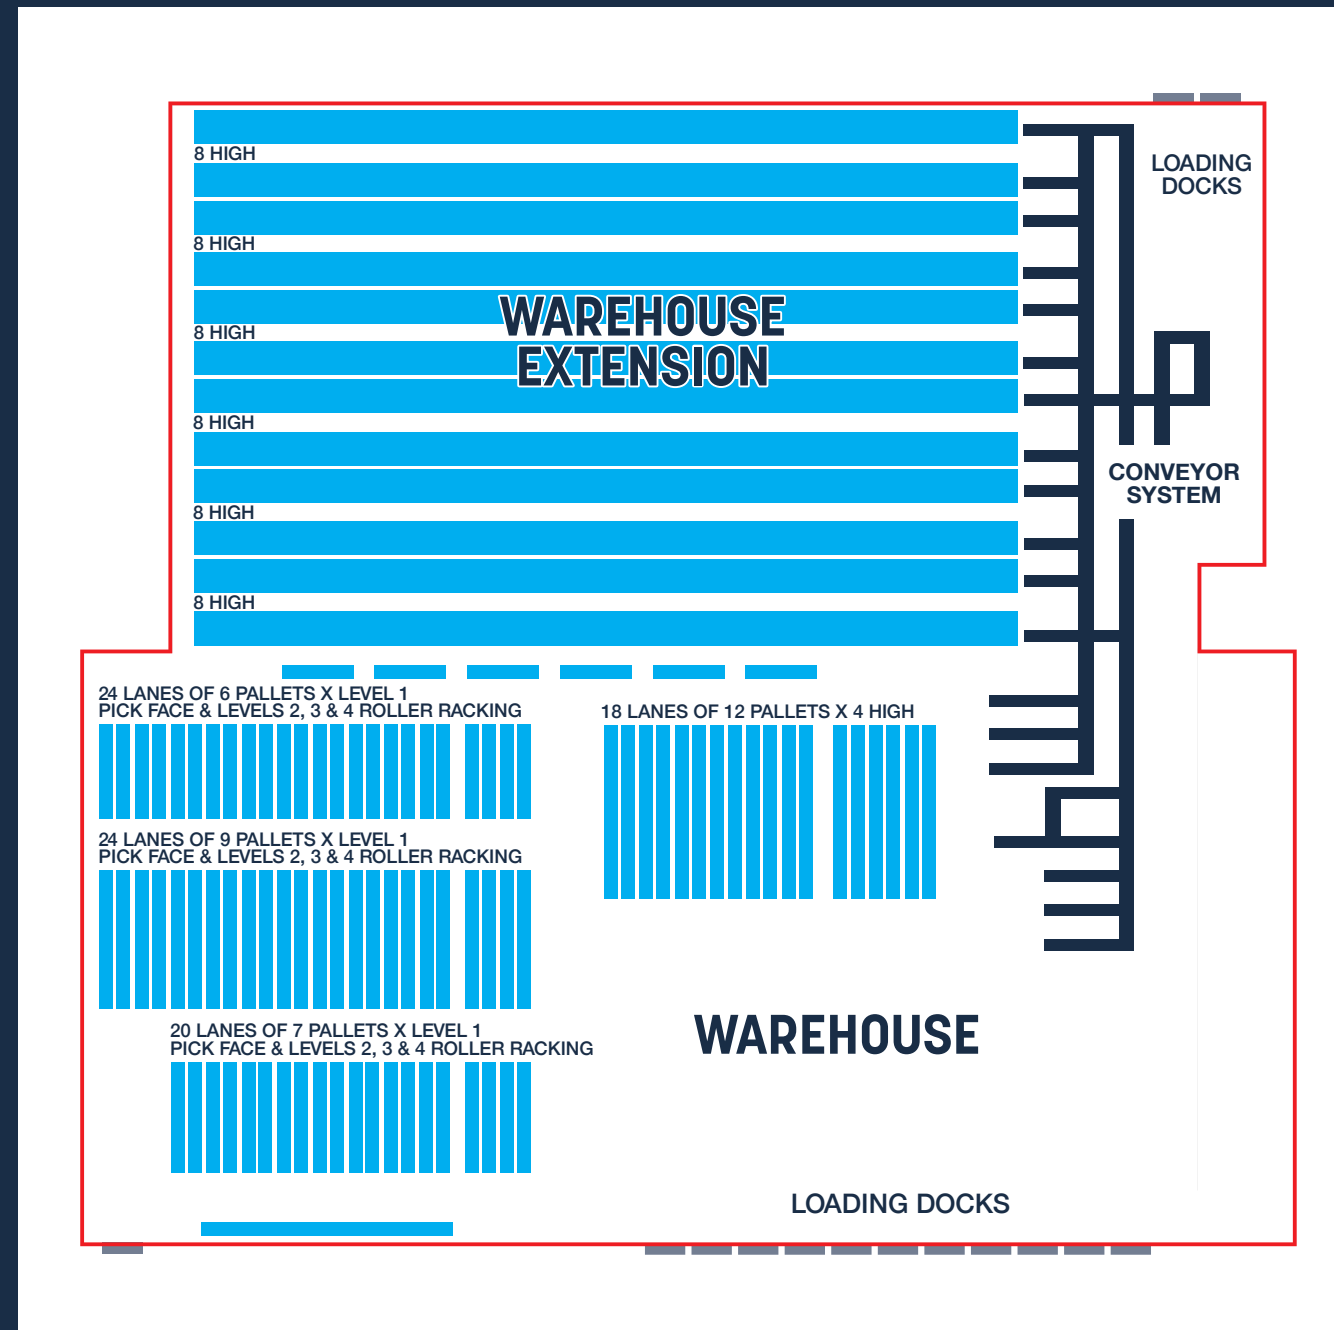 8 HIGH
LOADING
DOCKS
8 HIGH
WAREHOUSE
EXTENSION
8 HIGH
8 HIGH
CONVEYOR
SYSTEM
8 HIGH
8 HIGH
24 LANES OF 6 PALLETS X LEVEL 1
PICK FACE & LEVELS 2, 3 & 4 ROLLER RACKING
18 LANES OF 12 PALLETS X 4 HIGH
24 LANES OF 9 PALLETS X LEVEL 1
PICK FACE & LEVELS 2, 3 & 4 ROLLER RACKING
20 LANES OF 7 PALLETS X LEVEL 1
PICK FACE & LEVELS 2, 3 & 4 ROLLER RACKING
WAREHOUSE
LOADING DOCKS